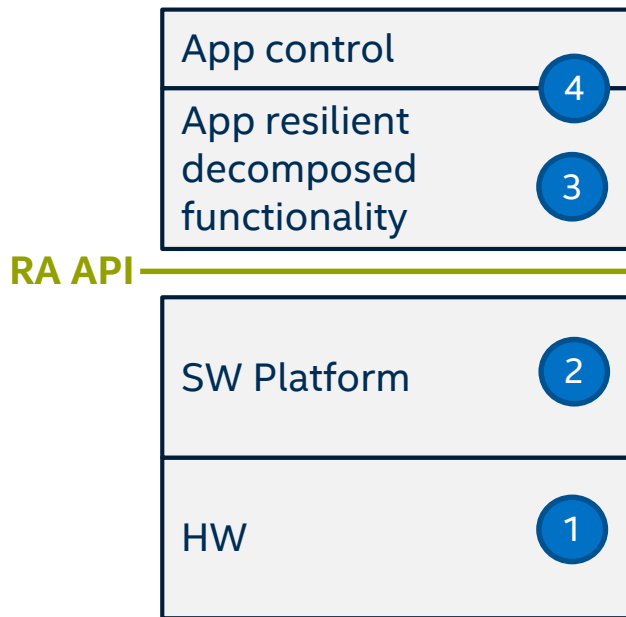 App control
4
App resilient
decomposed
functionality
3
RA API
SW Platform
2
HW
1